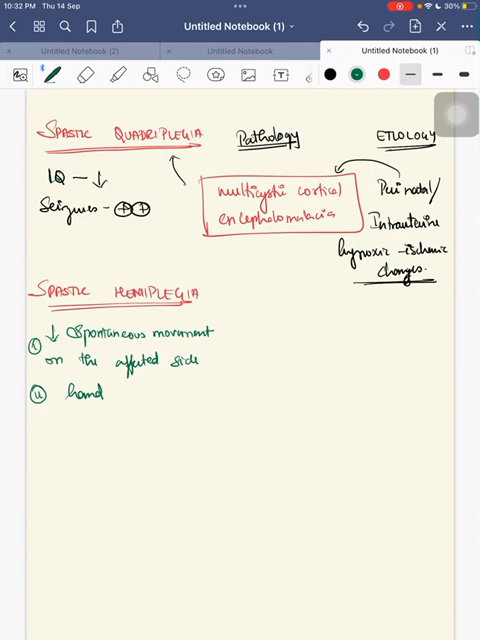 10:32 PM Thu 14 Sep
30%
Untitled Notebook (1)
Untitled Notebook (2)
Untitled Notebook
Untitled Notebook (1)
SPASTIC QUADRIPLEGIA
Pathology
ETIOLOGY
IQ - ↓
Seizures - ++
multicystic cortical
encephalomalacia
Peri natal/
Intrauterine
hypoxic - ischemic
changes.
SPASTIC HEMIPLEGIA
(i) ↓ Spontaneous movement
on the affected side
(ii) hand